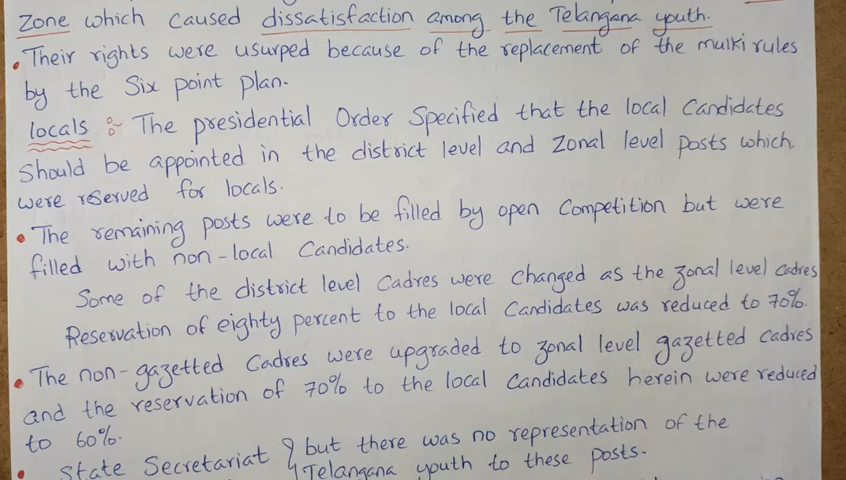 Zone which caused dissatisfaction among the Telangana youth.
• Their rights were usurped because of the replacement of the mulki rules
by the Six point plan.
locals :- The presidential Order Specified that the local Candidates
Should be appointed in the district level and Zonal level posts which
were reserved for locals.
• The remaining posts were to be filled by open Competition but were
filled with non-local Candidates.
Some of the district level Cadres were changed as the zonal level cadres
Reservation of eighty percent to the local Candidates was reduced to 70%.
• The non-gazetted Cadres were upgraded to zonal level gazetted cadres
and the reservation of 70% to the local Candidates herein were reduced
to 60%.
• State Secretariat } but there was no representation of the
Telangana youth to these posts.